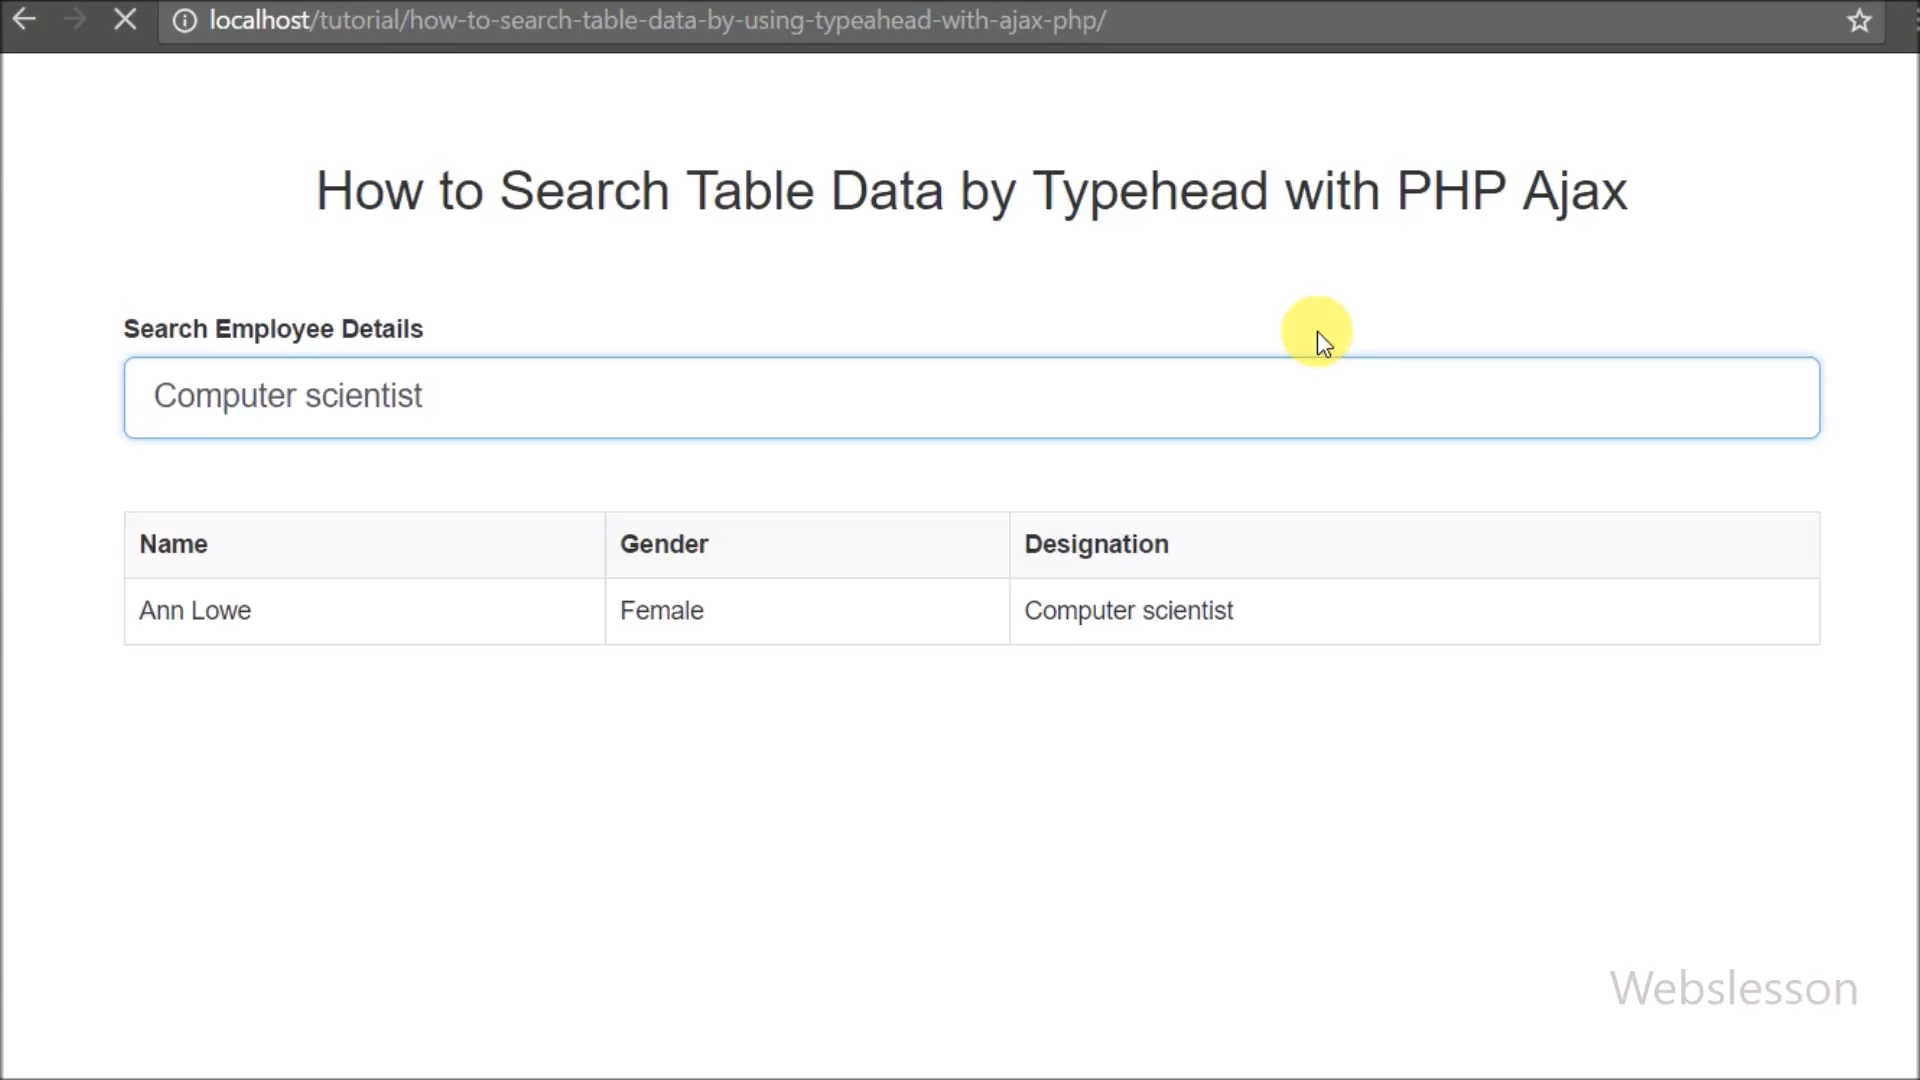 localhost/tutorial/how-to-search-table-data-by-using-typeahead-with-ajax-php/
How to Search Table Data by Typehead with PHP Ajax
Search Employee Details
Computer scientist
Name Gender Designation
Ann Lowe Female Computer scientist
Webslesson